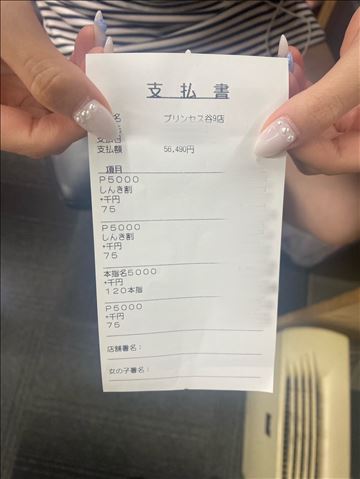 支 払 書
名 プリンセス谷9店
支払日
支払額 56,490円
項目
P5000
しんき割
+千円
75
P5000
しんき割
+千円
75
本指名5000
+千円
120本指
P5000
+千円
75
店舗署名:
女の子署名: